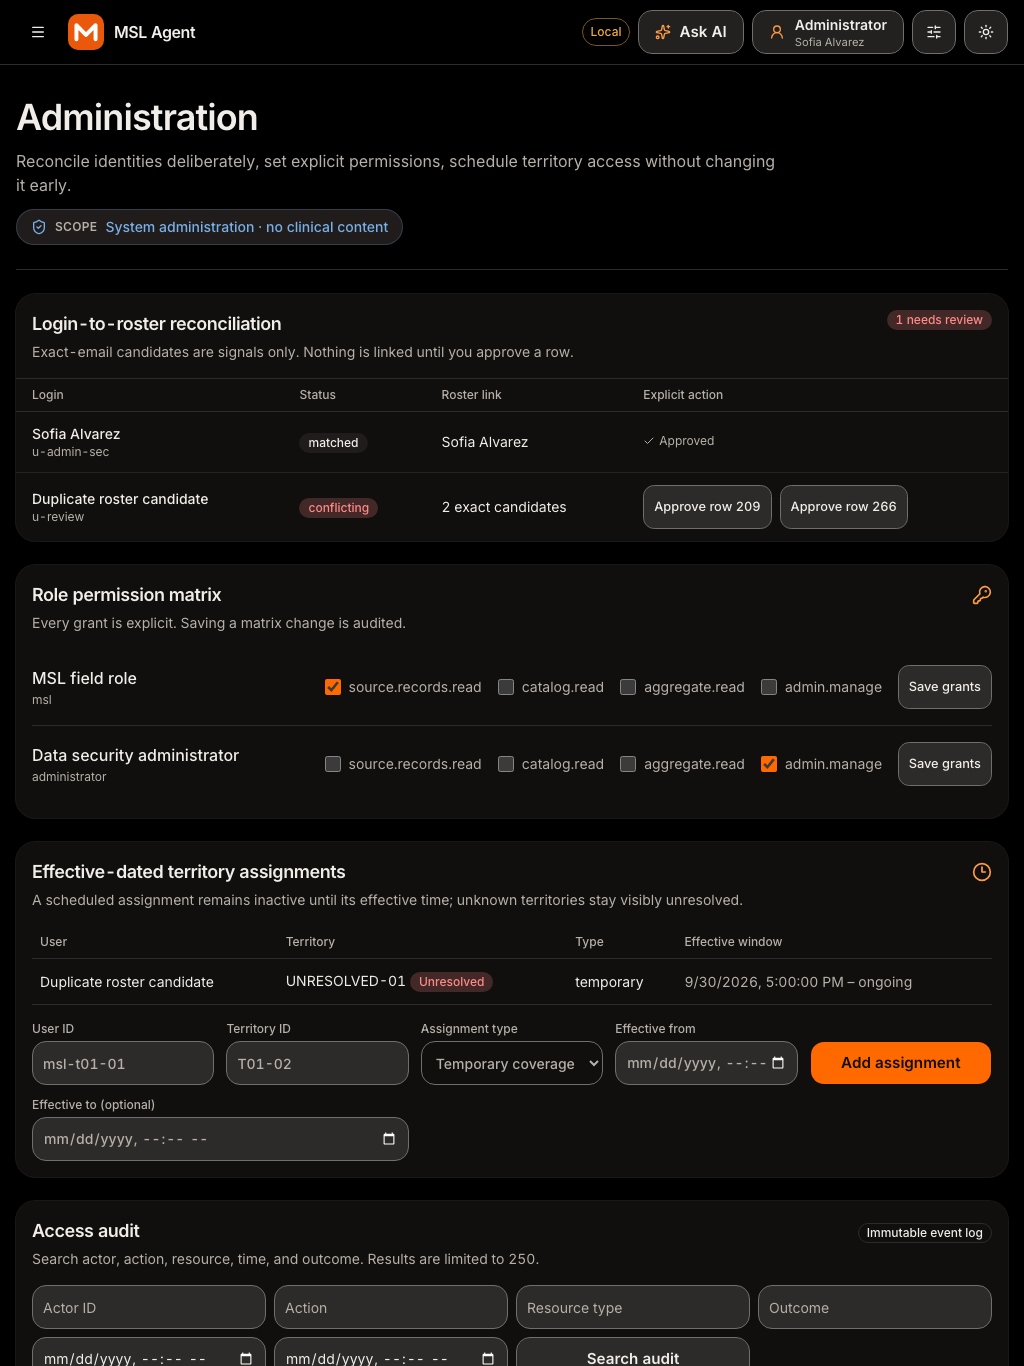 MSL Agent
Local
Ask AI
Administrator
Sofia Alvarez
Administration
Reconcile identities deliberately, set explicit permissions, schedule territory access without changing
it early.
SCOPE System administration · no clinical content
Login-to-roster reconciliation
1 needs review
Exact-email candidates are signals only. Nothing is linked until you approve a row.
Login Status Roster link Explicit action
Sofia Alvarez
u-admin-sec
matched
Sofia Alvarez
Approved
Duplicate roster candidate
u-review
conflicting
2 exact candidates
Approve row 209
Approve row 266
Role permission matrix
Every grant is explicit. Saving a matrix change is audited.
MSL field role
msl
source.records.read catalog.read aggregate.read admin.manage
Save grants
Data security administrator
administrator
source.records.read catalog.read aggregate.read admin.manage
Save grants
Effective-dated territory assignments
A scheduled assignment remains inactive until its effective time; unknown territories stay visibly unresolved.
User Territory Type Effective window
Duplicate roster candidate UNRESOLVED-01 Unresolved temporary 9/30/2026, 5:00:00 PM – ongoing
User ID Territory ID Assignment type Effective from
msl-t01-01 T01-02 Temporary coverage mm/dd/yyyy, --:-- Add assignment
Effective to (optional)
mm/dd/yyyy, --:-- --
Access audit
Immutable event log
Search actor, action, resource, time, and outcome. Results are limited to 250.
Actor ID Action Resource type Outcome
mm/dd/yyyy, --:-- -- mm/dd/yyyy, --:-- -- Search audit